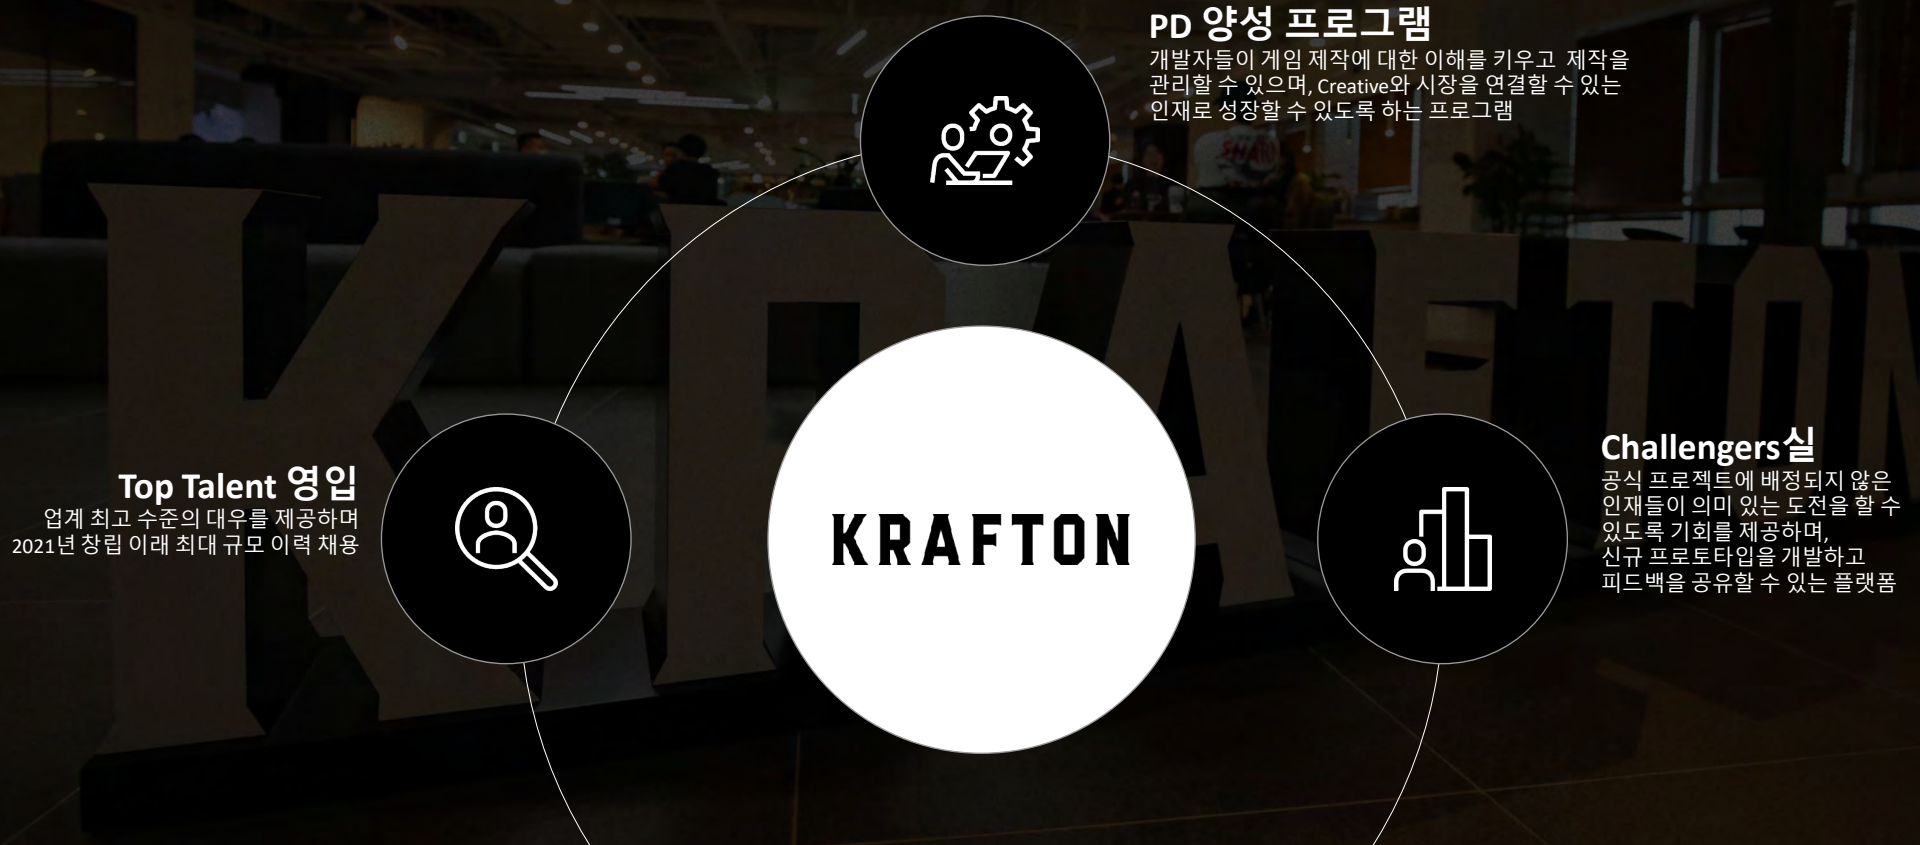 PD 양성 프로그램
개발자들이 게임 제작에 대한 이해를 키우고 제작을
관리할 수 있으며, Creative와 시장을 연결할 수 있는
인재로 성장할 수 있도록 하는 프로그램
Top Talent 영입
업계 최고 수준의 대우를 제공하며
2021년 창립 이래 최대 규모 이력 채용
KRAFTON
Challengers실
공식 프로젝트에 배정되지 않은
인재들이 의미 있는 도전을 할 수
있도록 기회를 제공하며,
신규 프로토타입을 개발하고
피드백을 공유할 수 있는 플랫폼
KRAFTON